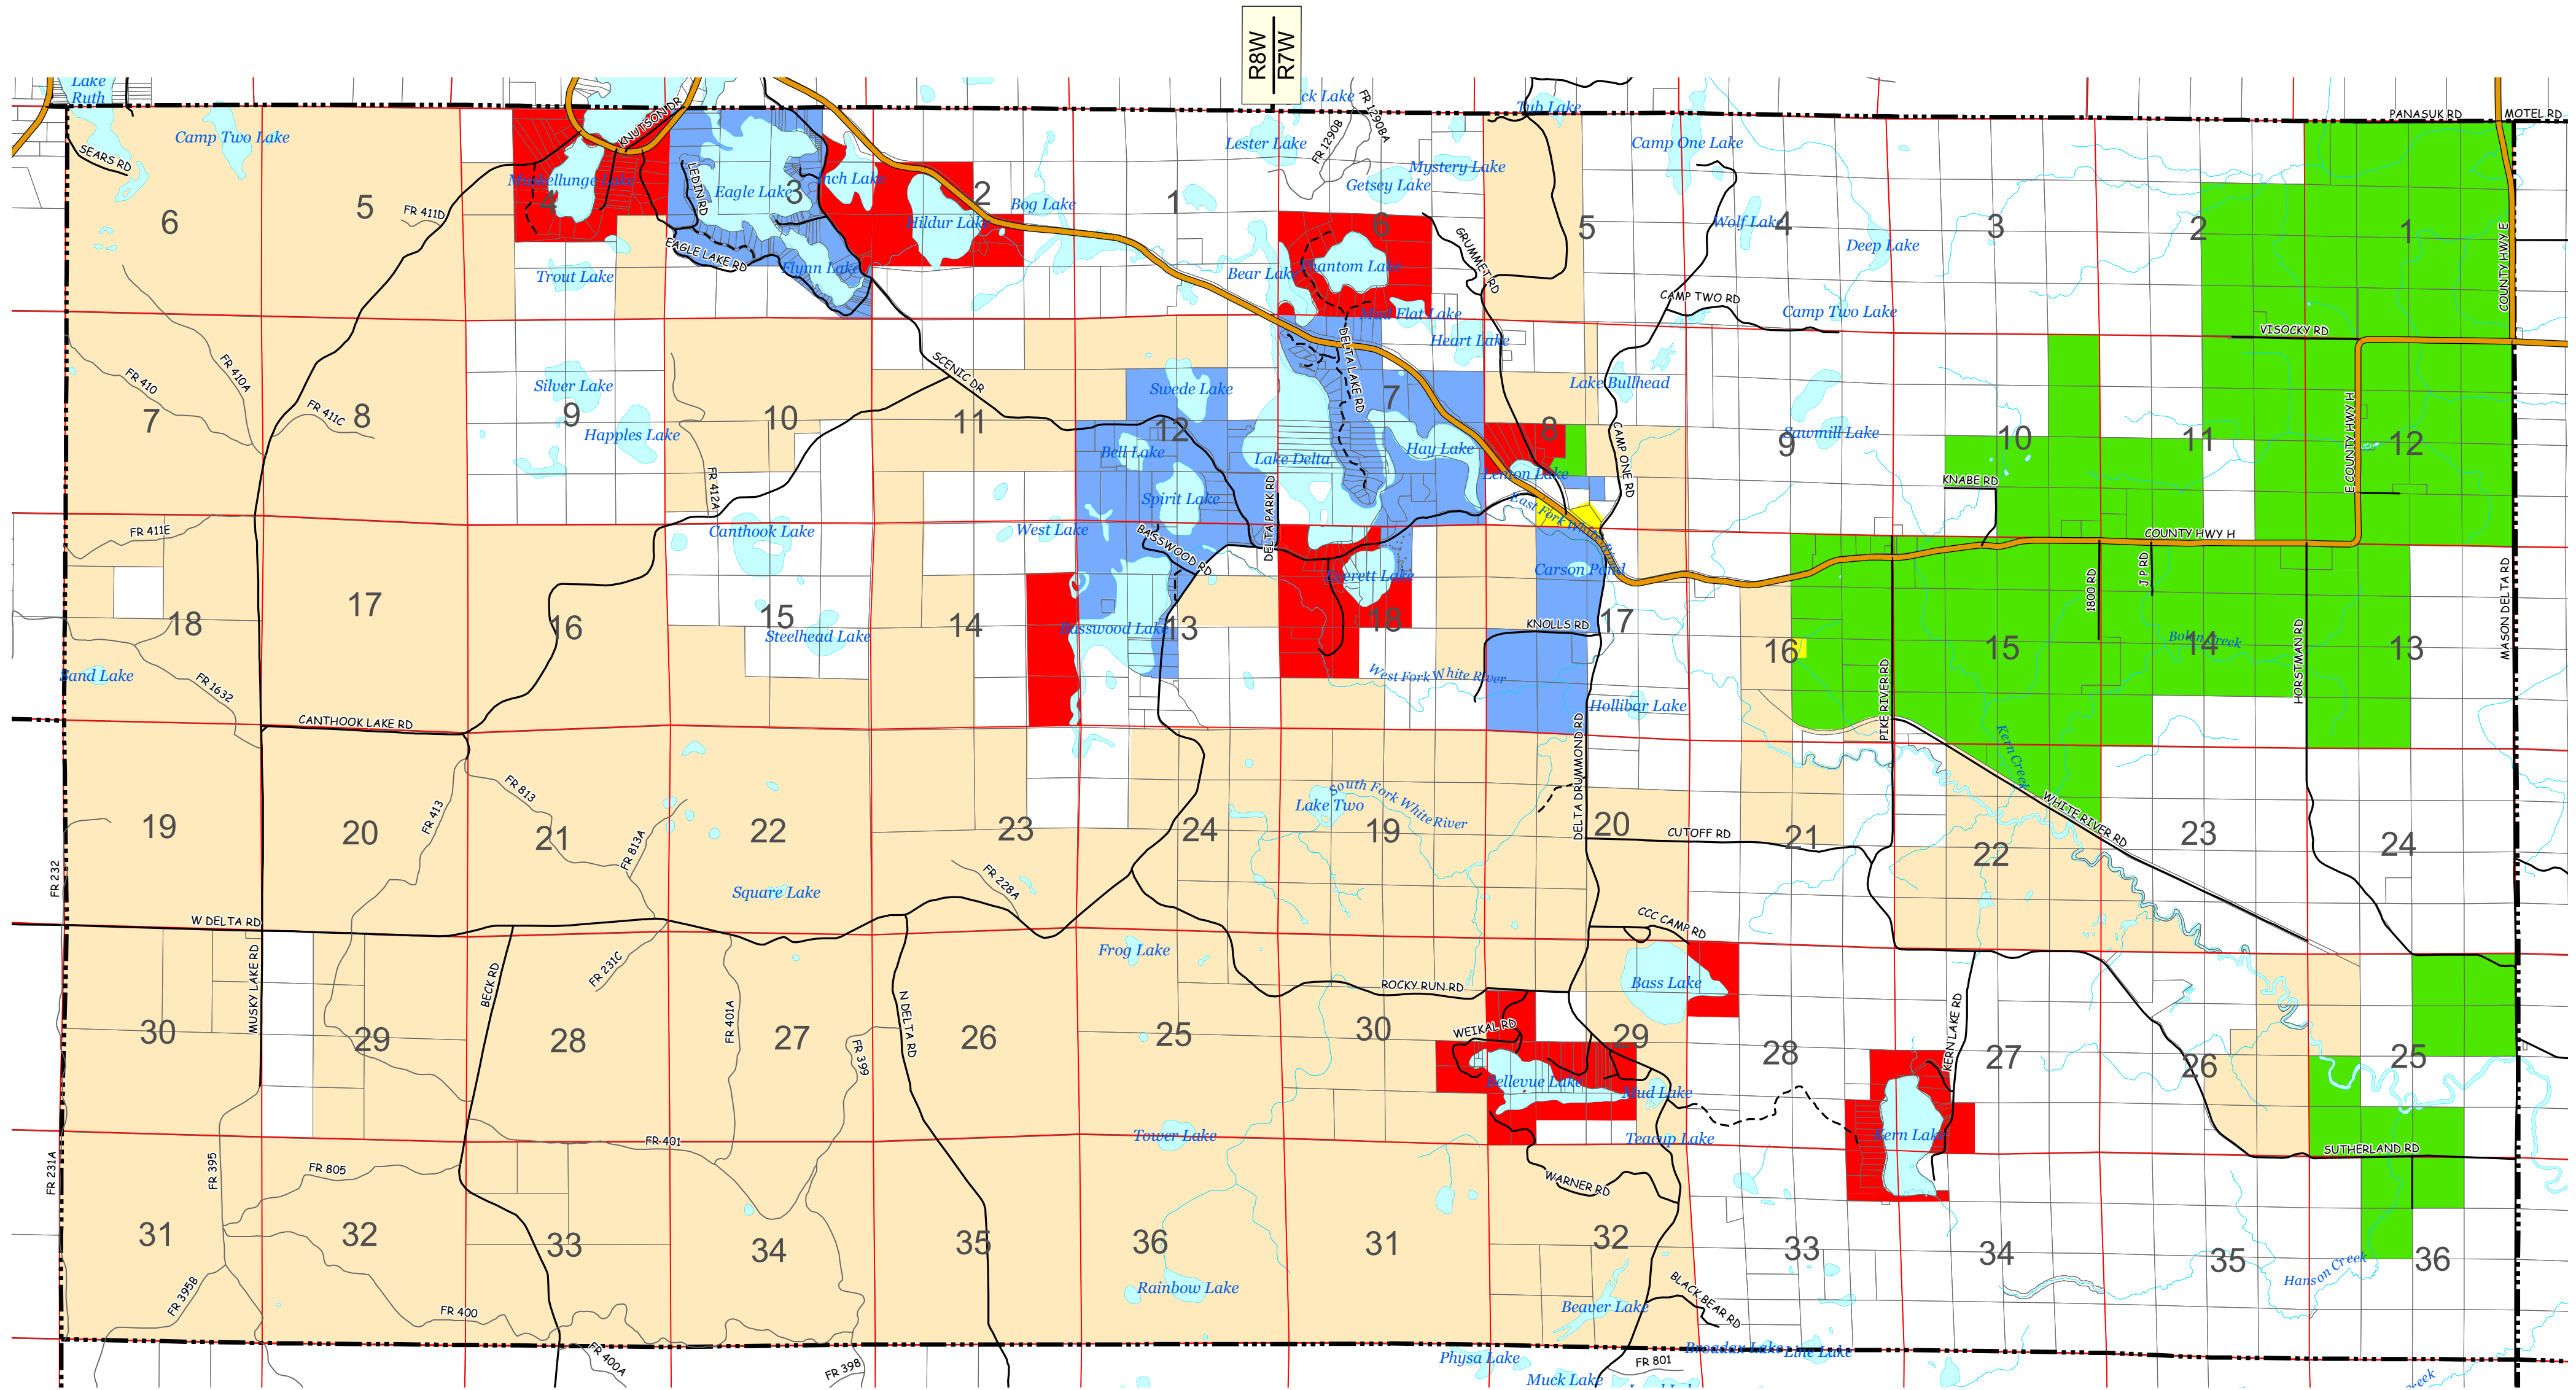 R8W
R7W
Lake
Ruth
Camp Two Lake
SEARS RD
KNUTSON DR
Muskellunge Lake
LEDIN RD
Eagle Lake
Hildur Lake
Bog Lake
Lester Lake
FR 1290B
FR 1290BA
Getsey Lake
Mystery Lake
Tub Lake
Camp One Lake
Wolf Lake
Deep Lake
PANASUK RD
MOTEL RD
COUNTY HWY E
6
5
4
3
2
1
6
5
4
3
2
1
FR 411D
Trout Lake
EAGLE LAKE RD
Flynn Lake
Bear Lake
Phantom Lake
GRUMMET RD
Mud Flat Lake
Heart Lake
CAMP TWO RD
Camp Two Lake
VISOCKY RD
FR 410
FR 410A
FR 411C
Silver Lake
Happles Lake
SCENIC DR
Swede Lake
DELTA LAKE RD
Lake Bullhead
Sawmill Lake
E COUNTY HWY H
7
8
9
10
11
12
7
8
9
10
11
12
FR 412A
Bell Lake
Spirit Lake
Lake Delta
Hay Lake
Lemon Lake
CAMP ONE RD
KNABE RD
DELTA PARK RD
East Fork White River
FR 411E
Canthook Lake
West Lake
BASSWOOD RD
Everett Lake
Carson Pond
COUNTY HWY H
1800 RD
J P RD
MASON DELTA RD
18
17
16
15
14
13
18
17
16
15
14
13
Steelhead Lake
Basswood Lake
KNOLLS RD
Bolen Creek
Sand Lake
FR 1632
West Fork White River
Hollibar Lake
PIKE RIVER RD
HORSTMAN RD
CANTHOOK LAKE RD
DELTA DRUMMOND RD
Kern Creek
FR 813
FR 413
FR 813A
Lake Two
South Fork White River
CUTOFF RD
WHITE RIVER RD
19
20
21
22
23
24
19
20
21
22
23
24
FR 232
Square Lake
FR 228A
W DELTA RD
CCC CAMP RD
Frog Lake
MUSKY LAKE RD
BECK RD
FR 231C
FR 401A
N DELTA RD
ROCKY RUN RD
Bass Lake
KERN LAKE RD
30
29
28
27
26
25
30
29
28
27
26
25
FR 399
WEIKAL RD
Bellevue Lake
Mud Lake
Tower Lake
Teacup Lake
Kern Lake
FR 401
SUTHERLAND RD
FR 231A
FR 395
FR 805
WARNER RD
31
32
33
34
35
36
31
32
33
34
35
36
FR 395B
FR 400
Rainbow Lake
Beaver Lake
BLACK BEAR RD
Hanson Creek
FR 400A
FR 398
Physa Lake
Muck Lake
FR 801
Broadax Lake
Line Lake